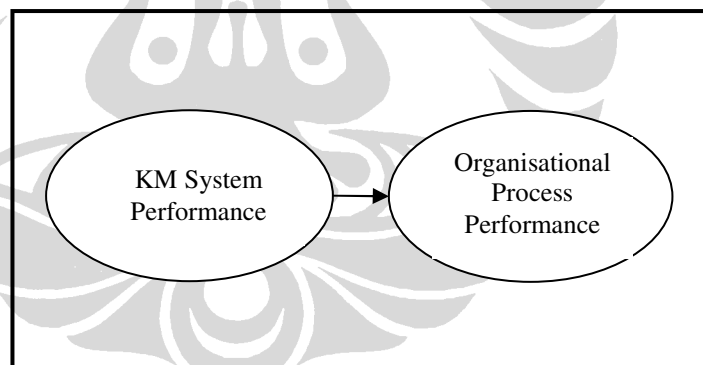 KM System
Performance
Organisational
Process
Performance